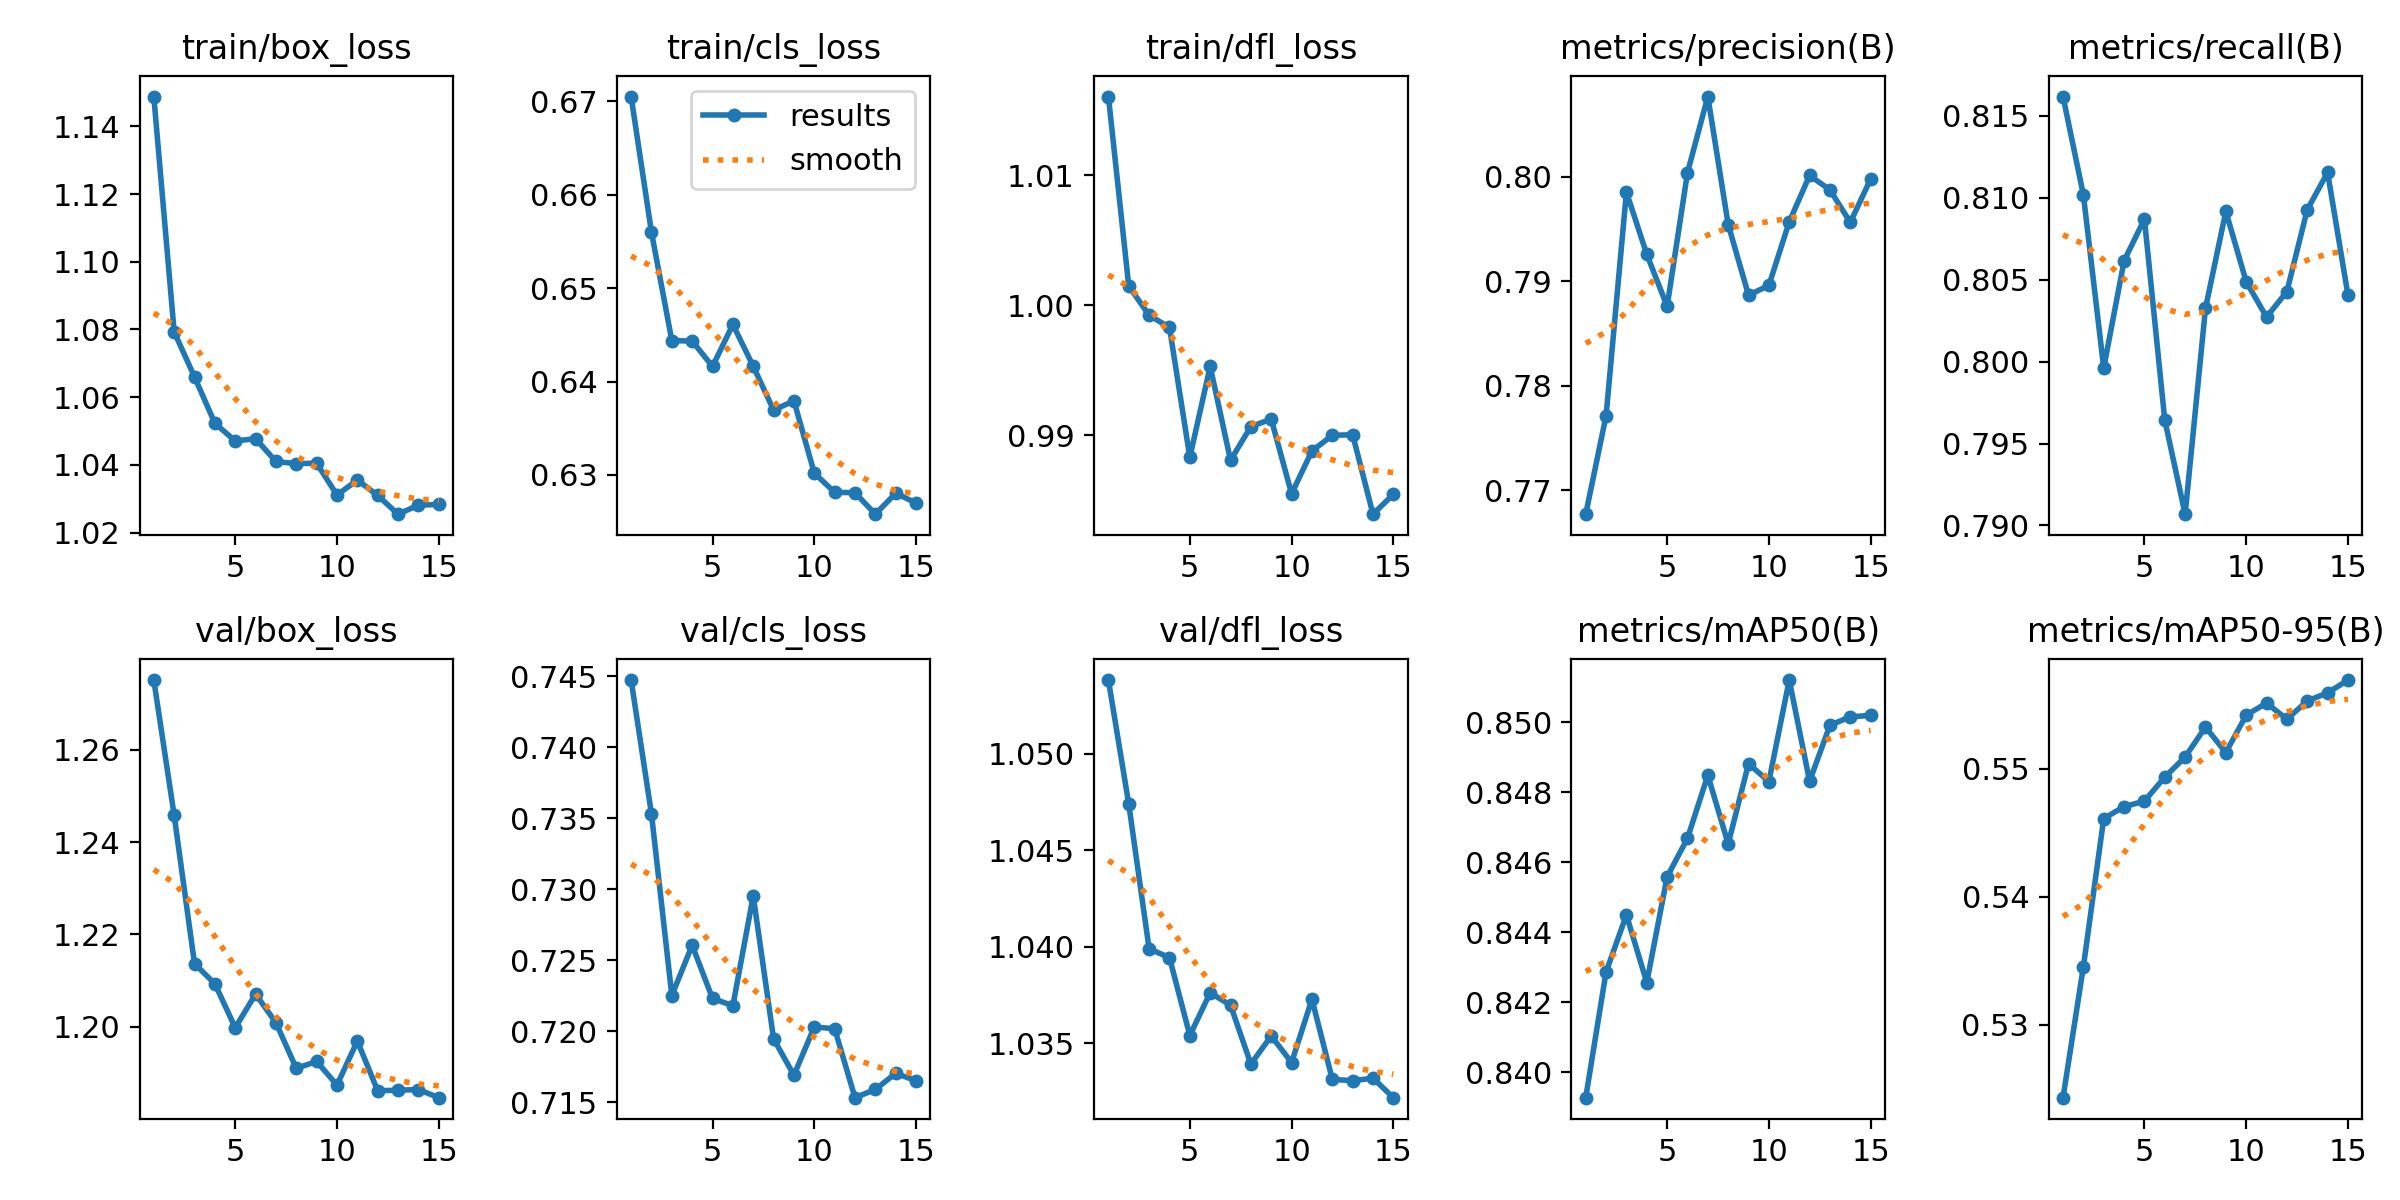 train/box_loss
1.14
1.12
1.10
1.08
1.06
1.04
1.02
5 10 15
train/cls_loss
results
smooth
0.67
0.66
0.65
0.64
0.63
5 10 15
train/dfl_loss
1.01
1.00
0.99
5 10 15
metrics/precision(B)
0.80
0.79
0.78
0.77
5 10 15
metrics/recall(B)
0.815
0.810
0.805
0.800
0.795
0.790
5 10 15
val/box_loss
1.26
1.24
1.22
1.20
5 10 15
val/cls_loss
0.745
0.740
0.735
0.730
0.725
0.720
0.715
5 10 15
val/dfl_loss
1.050
1.045
1.040
1.035
5 10 15
metrics/mAP50(B)
0.850
0.848
0.846
0.844
0.842
0.840
5 10 15
metrics/mAP50-95(B)
0.55
0.54
0.53
5 10 15